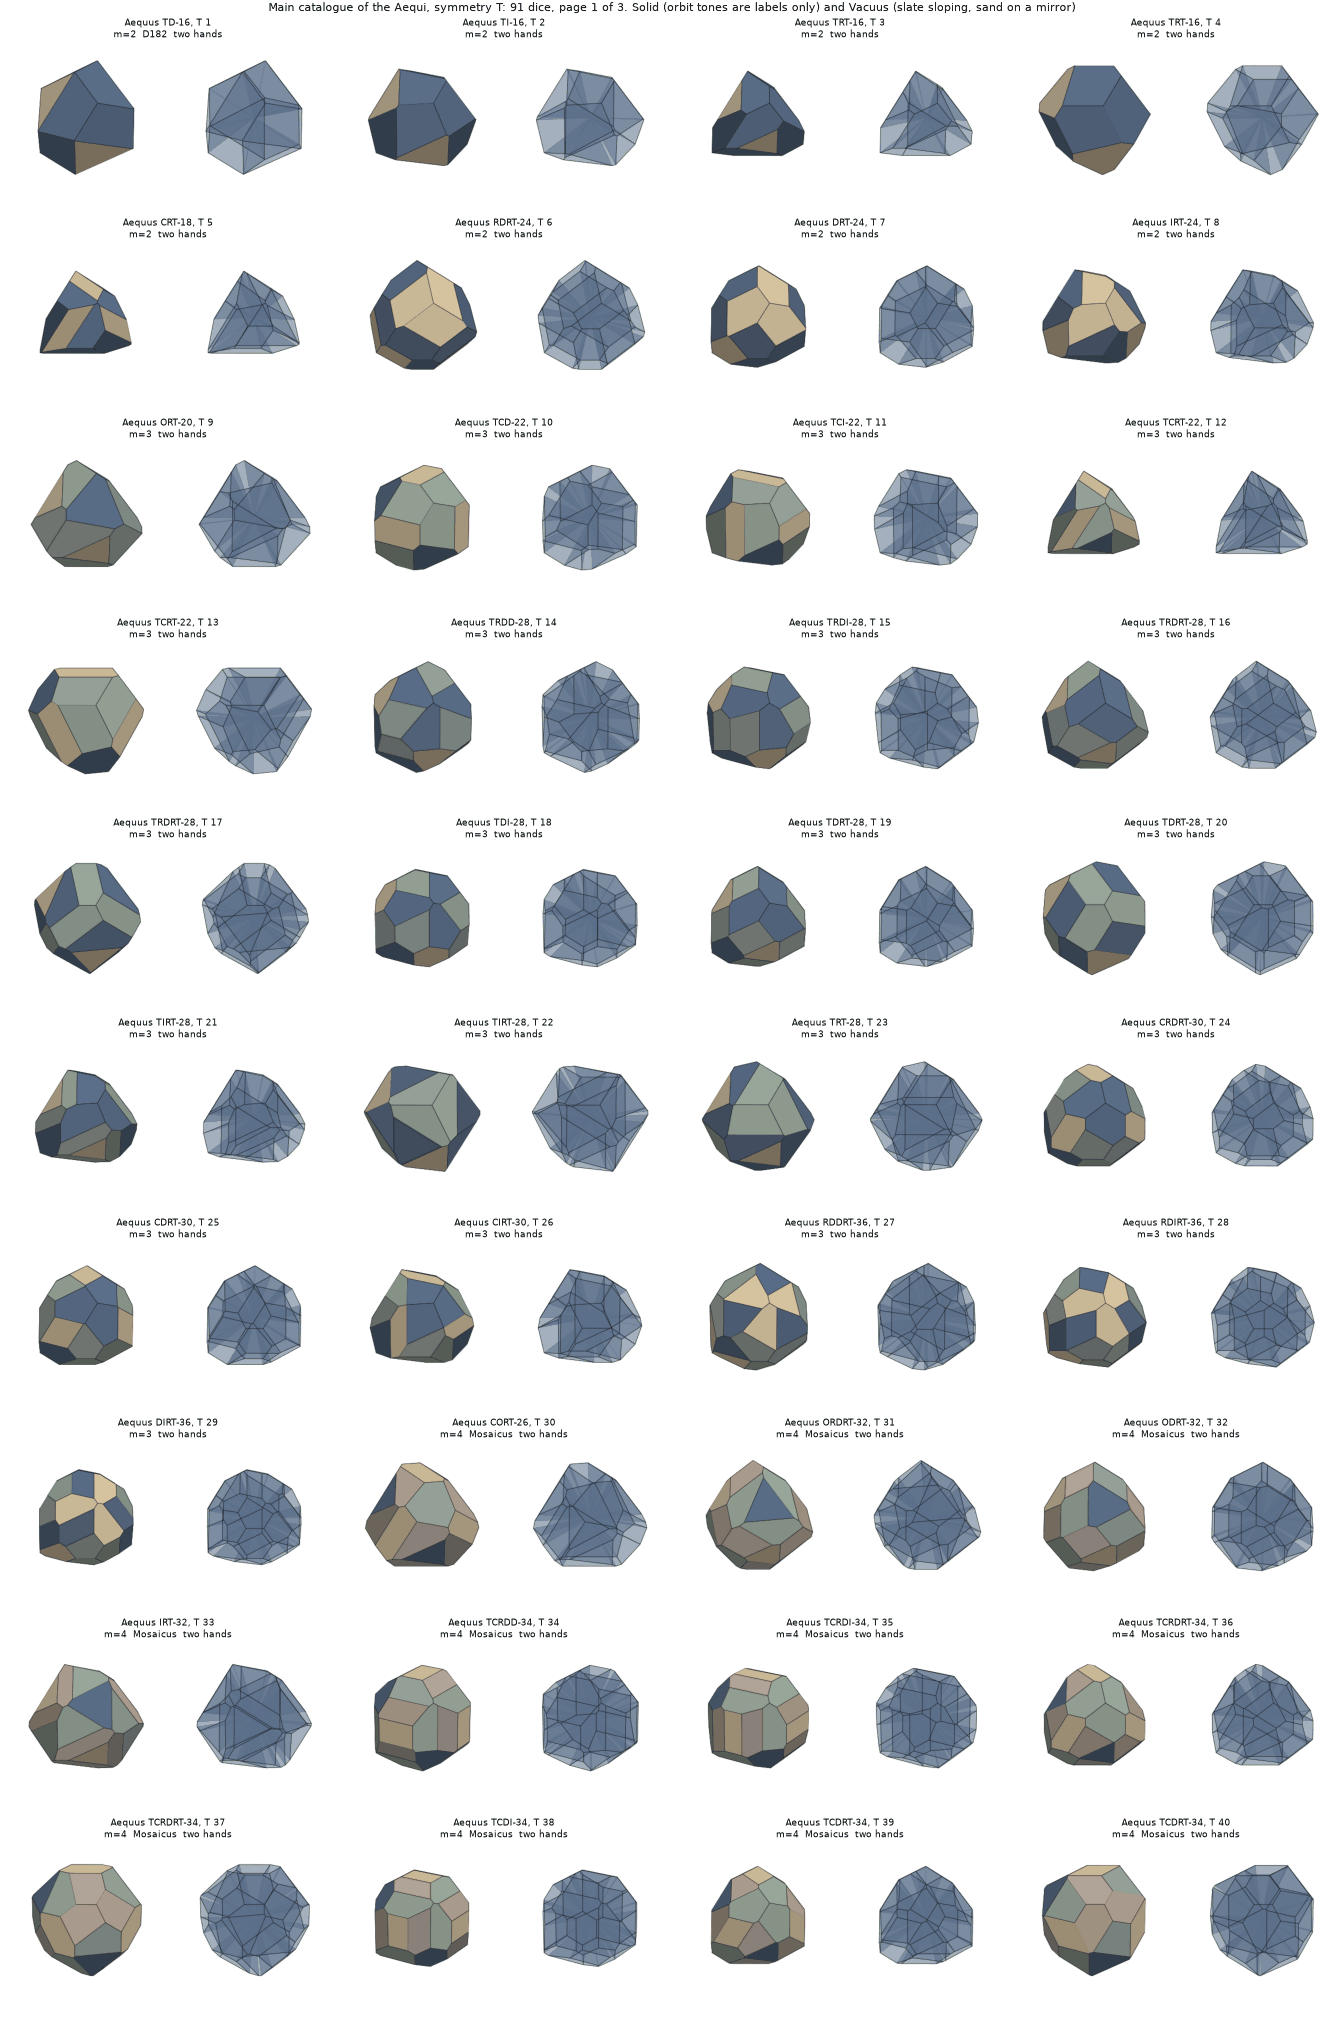 Main catalogue of the Aequi, symmetry T: 91 dice, page 1 of 3. Solid (orbit tones are labels only) and Vacuus (slate sloping, sand on a mirror)
Aequus TD-16, T 1
m=2  D182  two hands
Aequus TI-16, T 2
m=2  two hands
Aequus TRT-16, T 3
m=2  two hands
Aequus TRT-16, T 4
m=2  two hands
Aequus CRT-18, T 5
m=2  two hands
Aequus RDRT-24, T 6
m=2  two hands
Aequus DRT-24, T 7
m=2  two hands
Aequus IRT-24, T 8
m=2  two hands
Aequus ORT-20, T 9
m=3  two hands
Aequus TCD-22, T 10
m=3  two hands
Aequus TCI-22, T 11
m=3  two hands
Aequus TCRT-22, T 12
m=3  two hands
Aequus TCRT-22, T 13
m=3  two hands
Aequus TRDD-28, T 14
m=3  two hands
Aequus TRDI-28, T 15
m=3  two hands
Aequus TRDRT-28, T 16
m=3  two hands
Aequus TRDRT-28, T 17
m=3  two hands
Aequus TDI-28, T 18
m=3  two hands
Aequus TDRT-28, T 19
m=3  two hands
Aequus TDRT-28, T 20
m=3  two hands
Aequus TIRT-28, T 21
m=3  two hands
Aequus TIRT-28, T 22
m=3  two hands
Aequus TRT-28, T 23
m=3  two hands
Aequus CRDRT-30, T 24
m=3  two hands
Aequus CDRT-30, T 25
m=3  two hands
Aequus CIRT-30, T 26
m=3  two hands
Aequus RDDRT-36, T 27
m=3  two hands
Aequus RDIRT-36, T 28
m=3  two hands
Aequus DIRT-36, T 29
m=3  two hands
Aequus CORT-26, T 30
m=4  Mosaicus  two hands
Aequus ORDRT-32, T 31
m=4  Mosaicus  two hands
Aequus ODRT-32, T 32
m=4  Mosaicus  two hands
Aequus IRT-32, T 33
m=4  Mosaicus  two hands
Aequus TCRDD-34, T 34
m=4  Mosaicus  two hands
Aequus TCRDI-34, T 35
m=4  Mosaicus  two hands
Aequus TCRDRT-34, T 36
m=4  Mosaicus  two hands
Aequus TCRDRT-34, T 37
m=4  Mosaicus  two hands
Aequus TCDI-34, T 38
m=4  Mosaicus  two hands
Aequus TCDRT-34, T 39
m=4  Mosaicus  two hands
Aequus TCDRT-34, T 40
m=4  Mosaicus  two hands